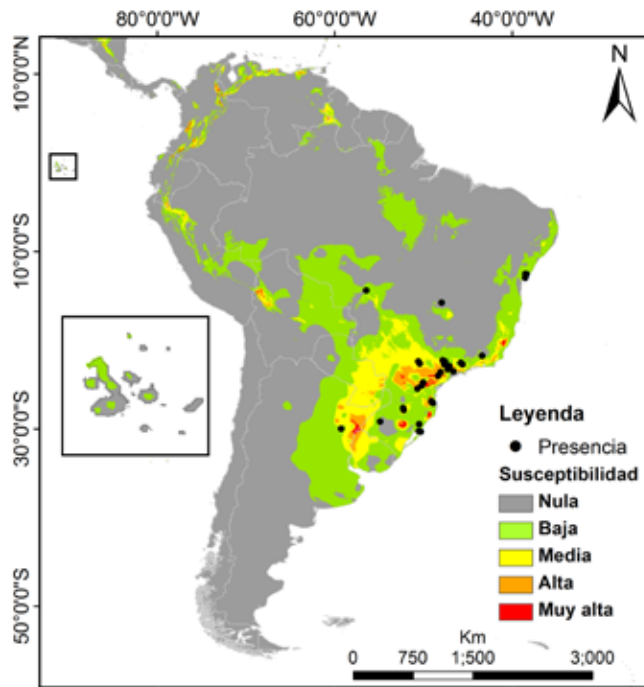 80°0'0"W 60°0'0"W 40°0'0"W
10°0'0"N
N
10°0'0"S
30°0'0"S
50°0'0"S
Leyenda
Presencia
Susceptibilidad
Nula
Baja
Media
Alta
Muy alta
Km
0 750 1;500 3;000